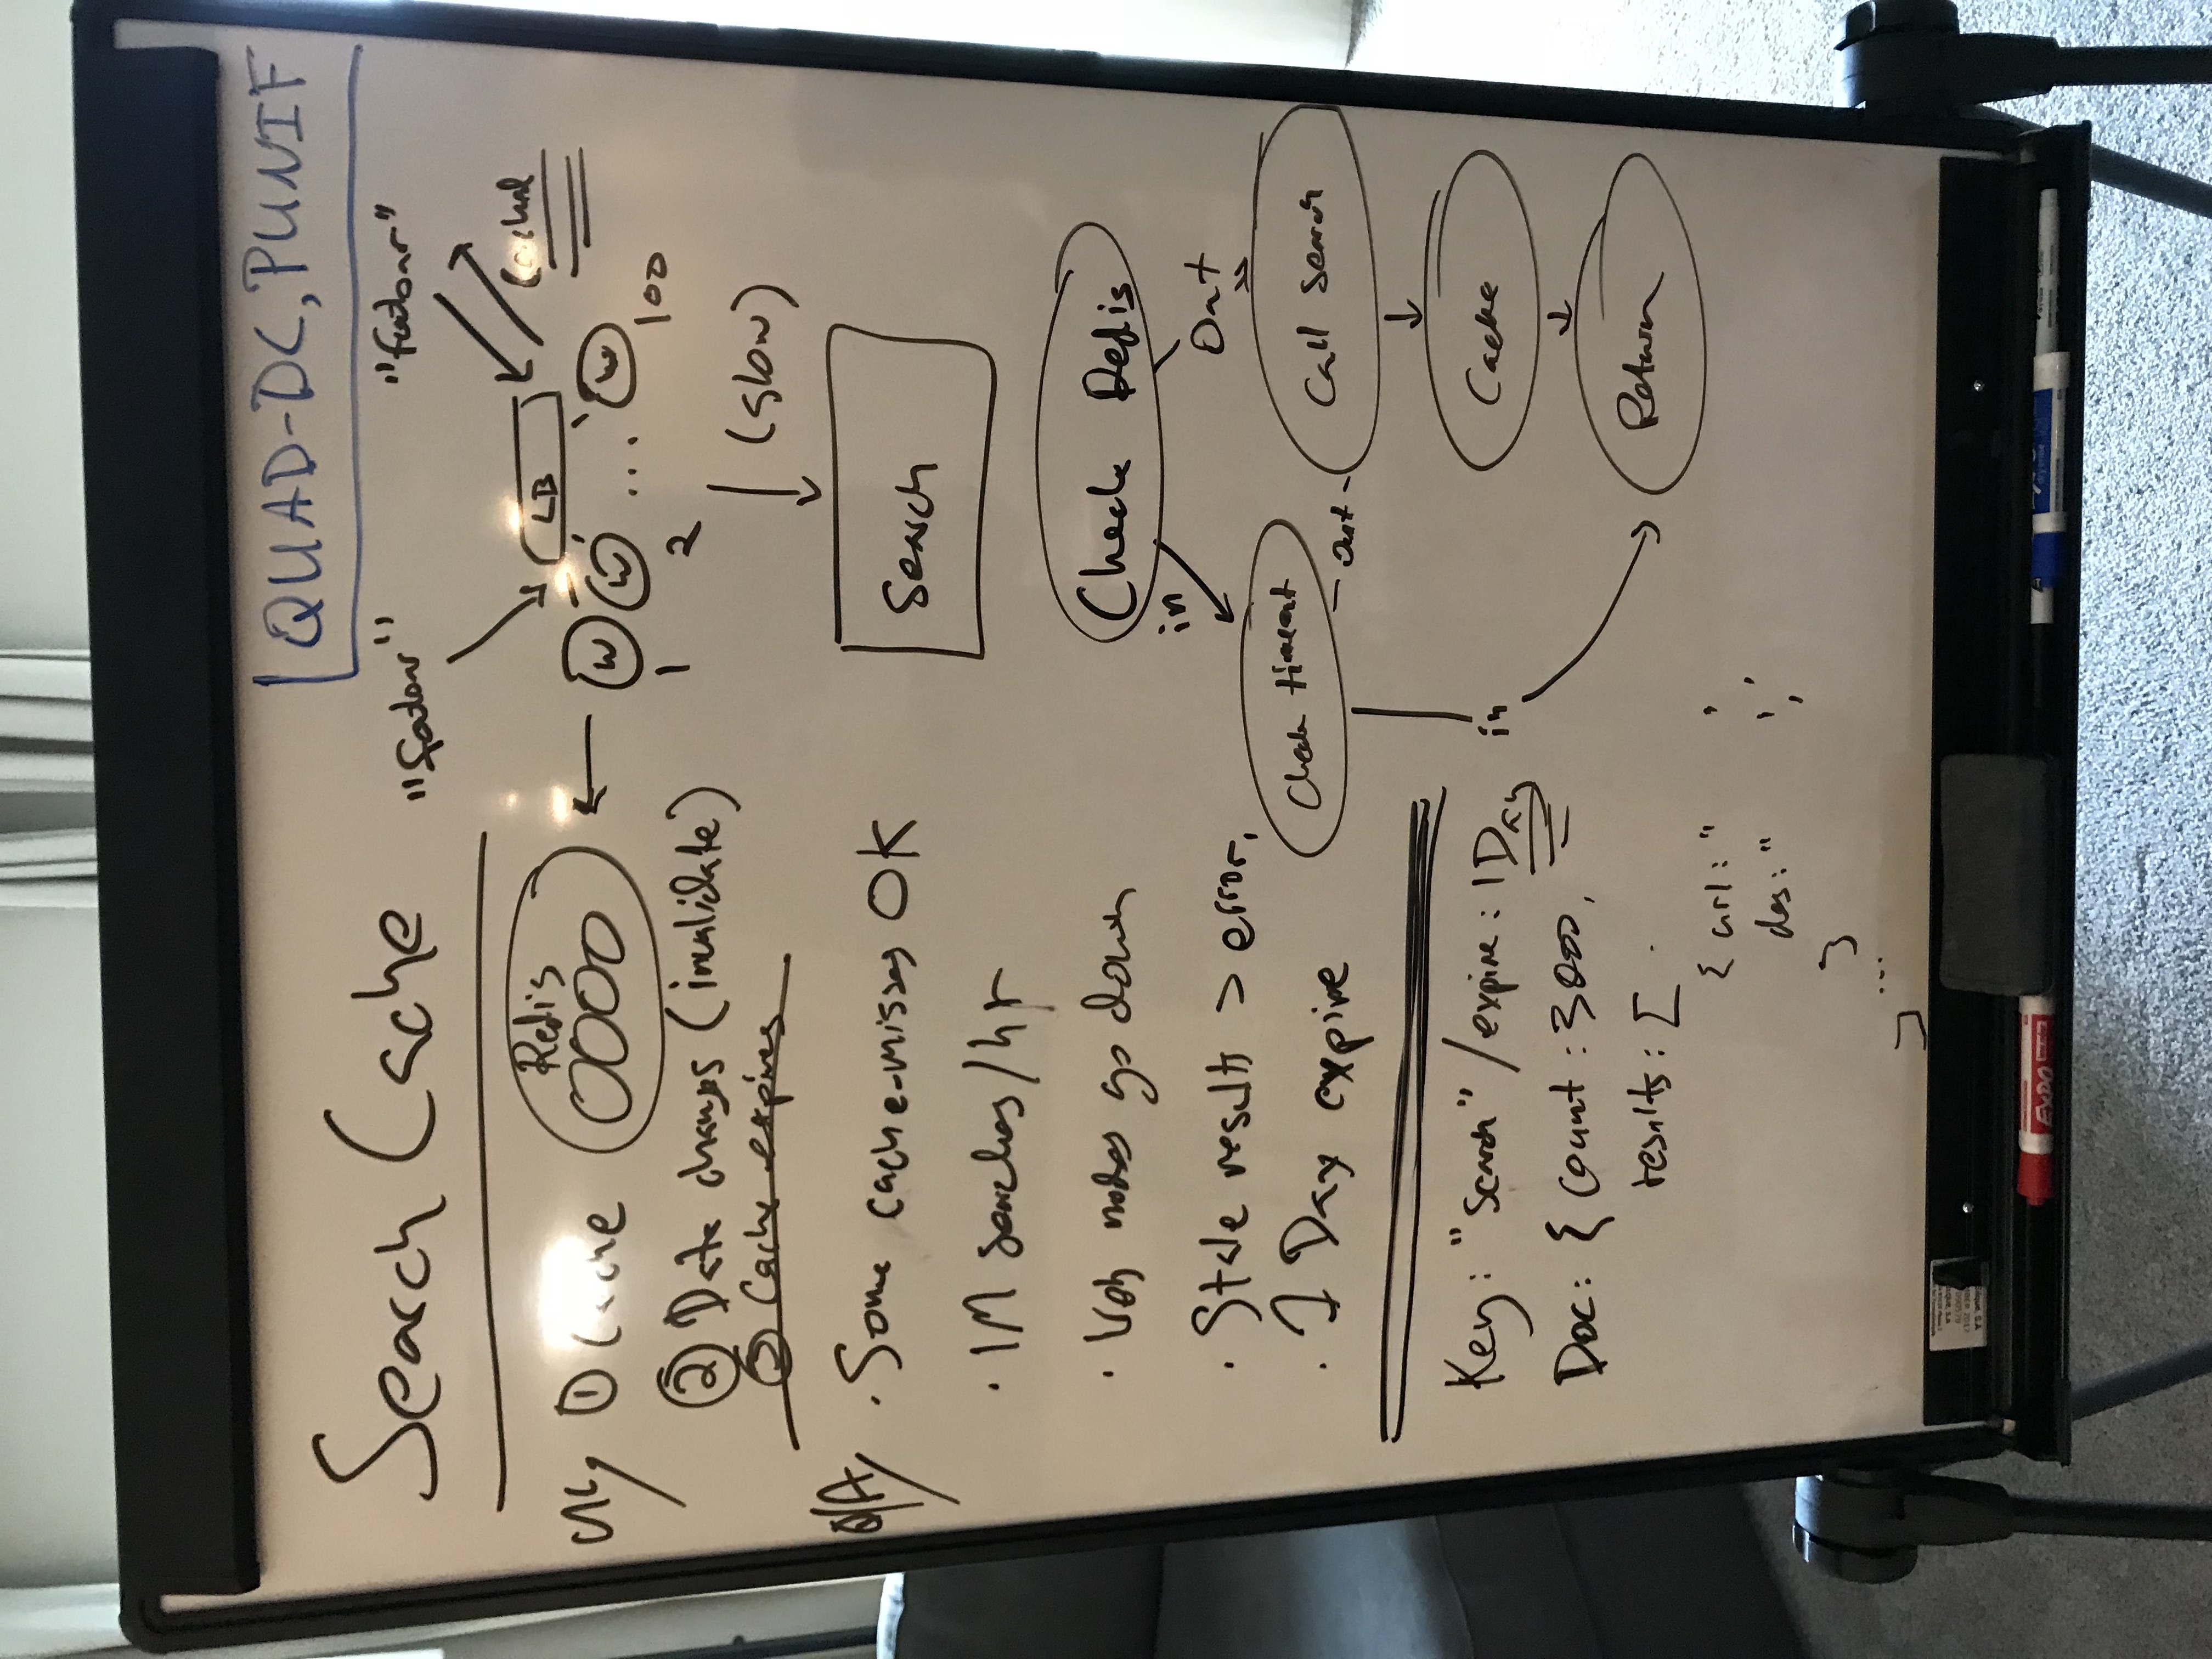 QUAD-DC, PUNIF
Search Cache
"foobar"
"foobar"
Cached
LB
W W ... W
1 2 100
Redis
UC/ ① Cache
② Data changes (invalidate)
③ Cache expires
(slow)
Search
Q/A/
· Some cache-misses OK
· 1M searches/hr
· Web nodes go down
· Stale results > error,
· 1 Day expire
Check Redis
in
Out
Check timeout
out
Call Search
in
Cache
Return
Key: "Search" / expire: 1 Day
Doc: { count: 3000,
results: [
{ url: " ',
des: " ',
}
...
]
EXPO